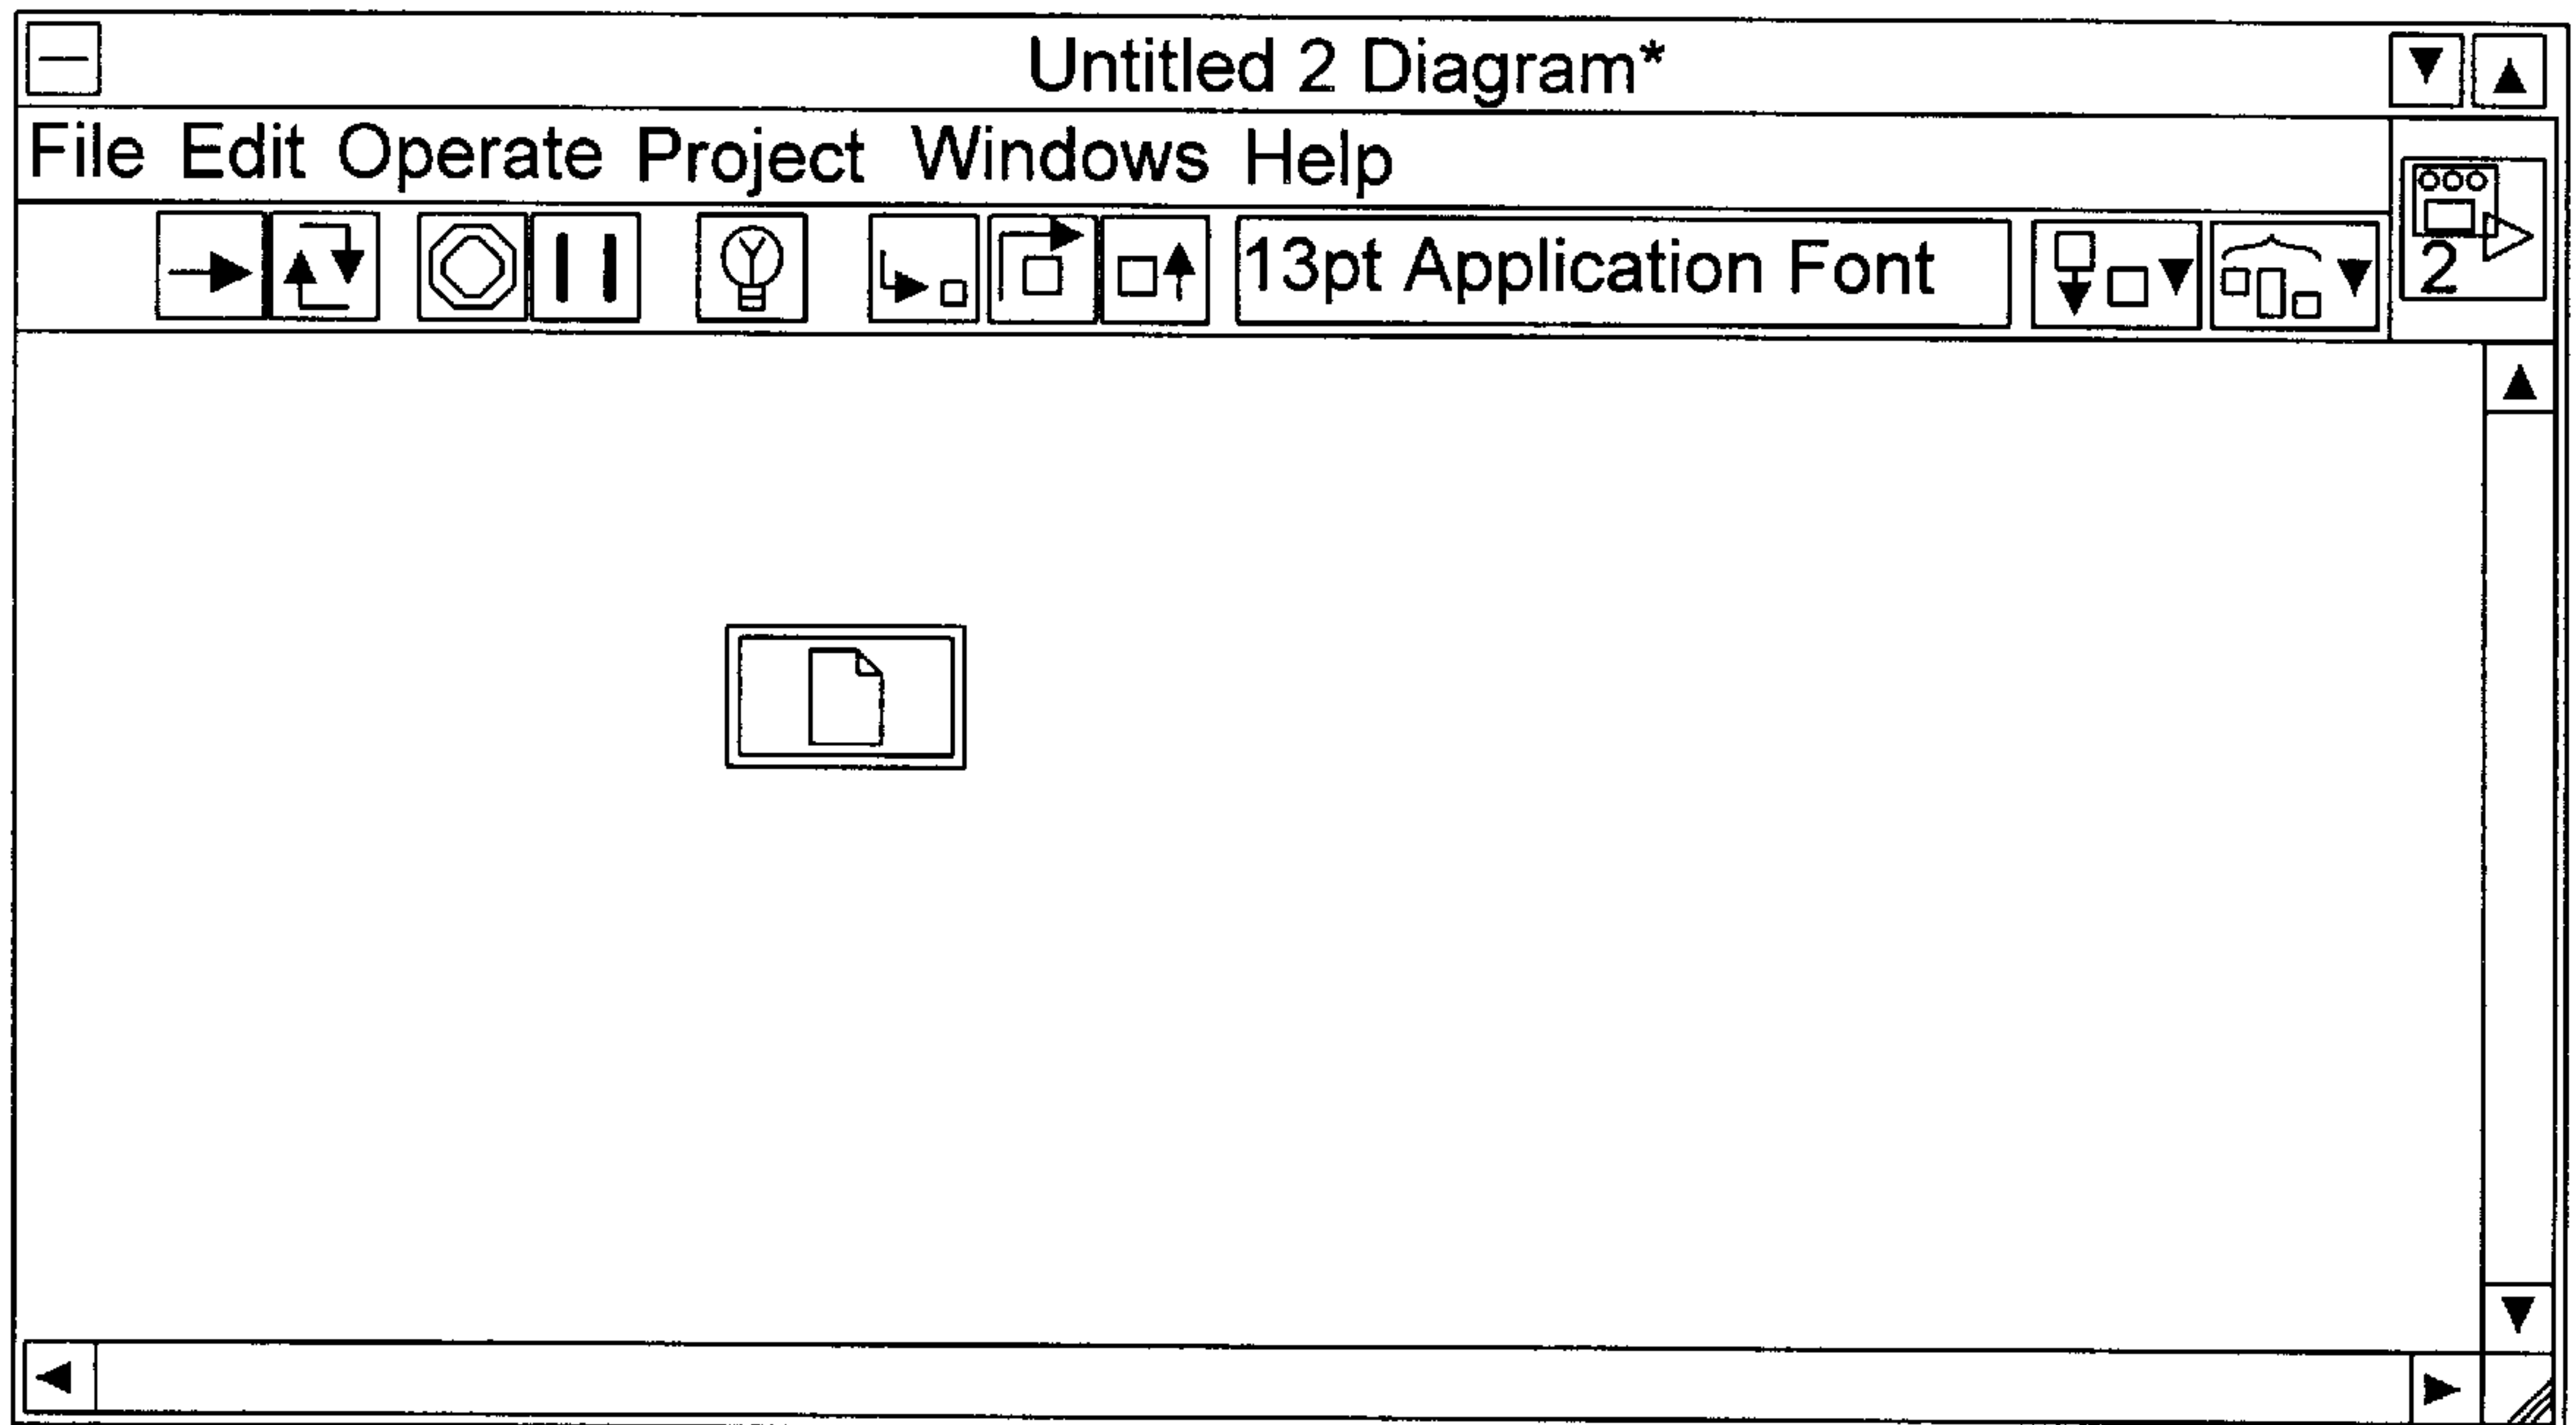 Untitled 2 Diagram*
File Edit Operate Project Windows Help
13pt Application Font
2